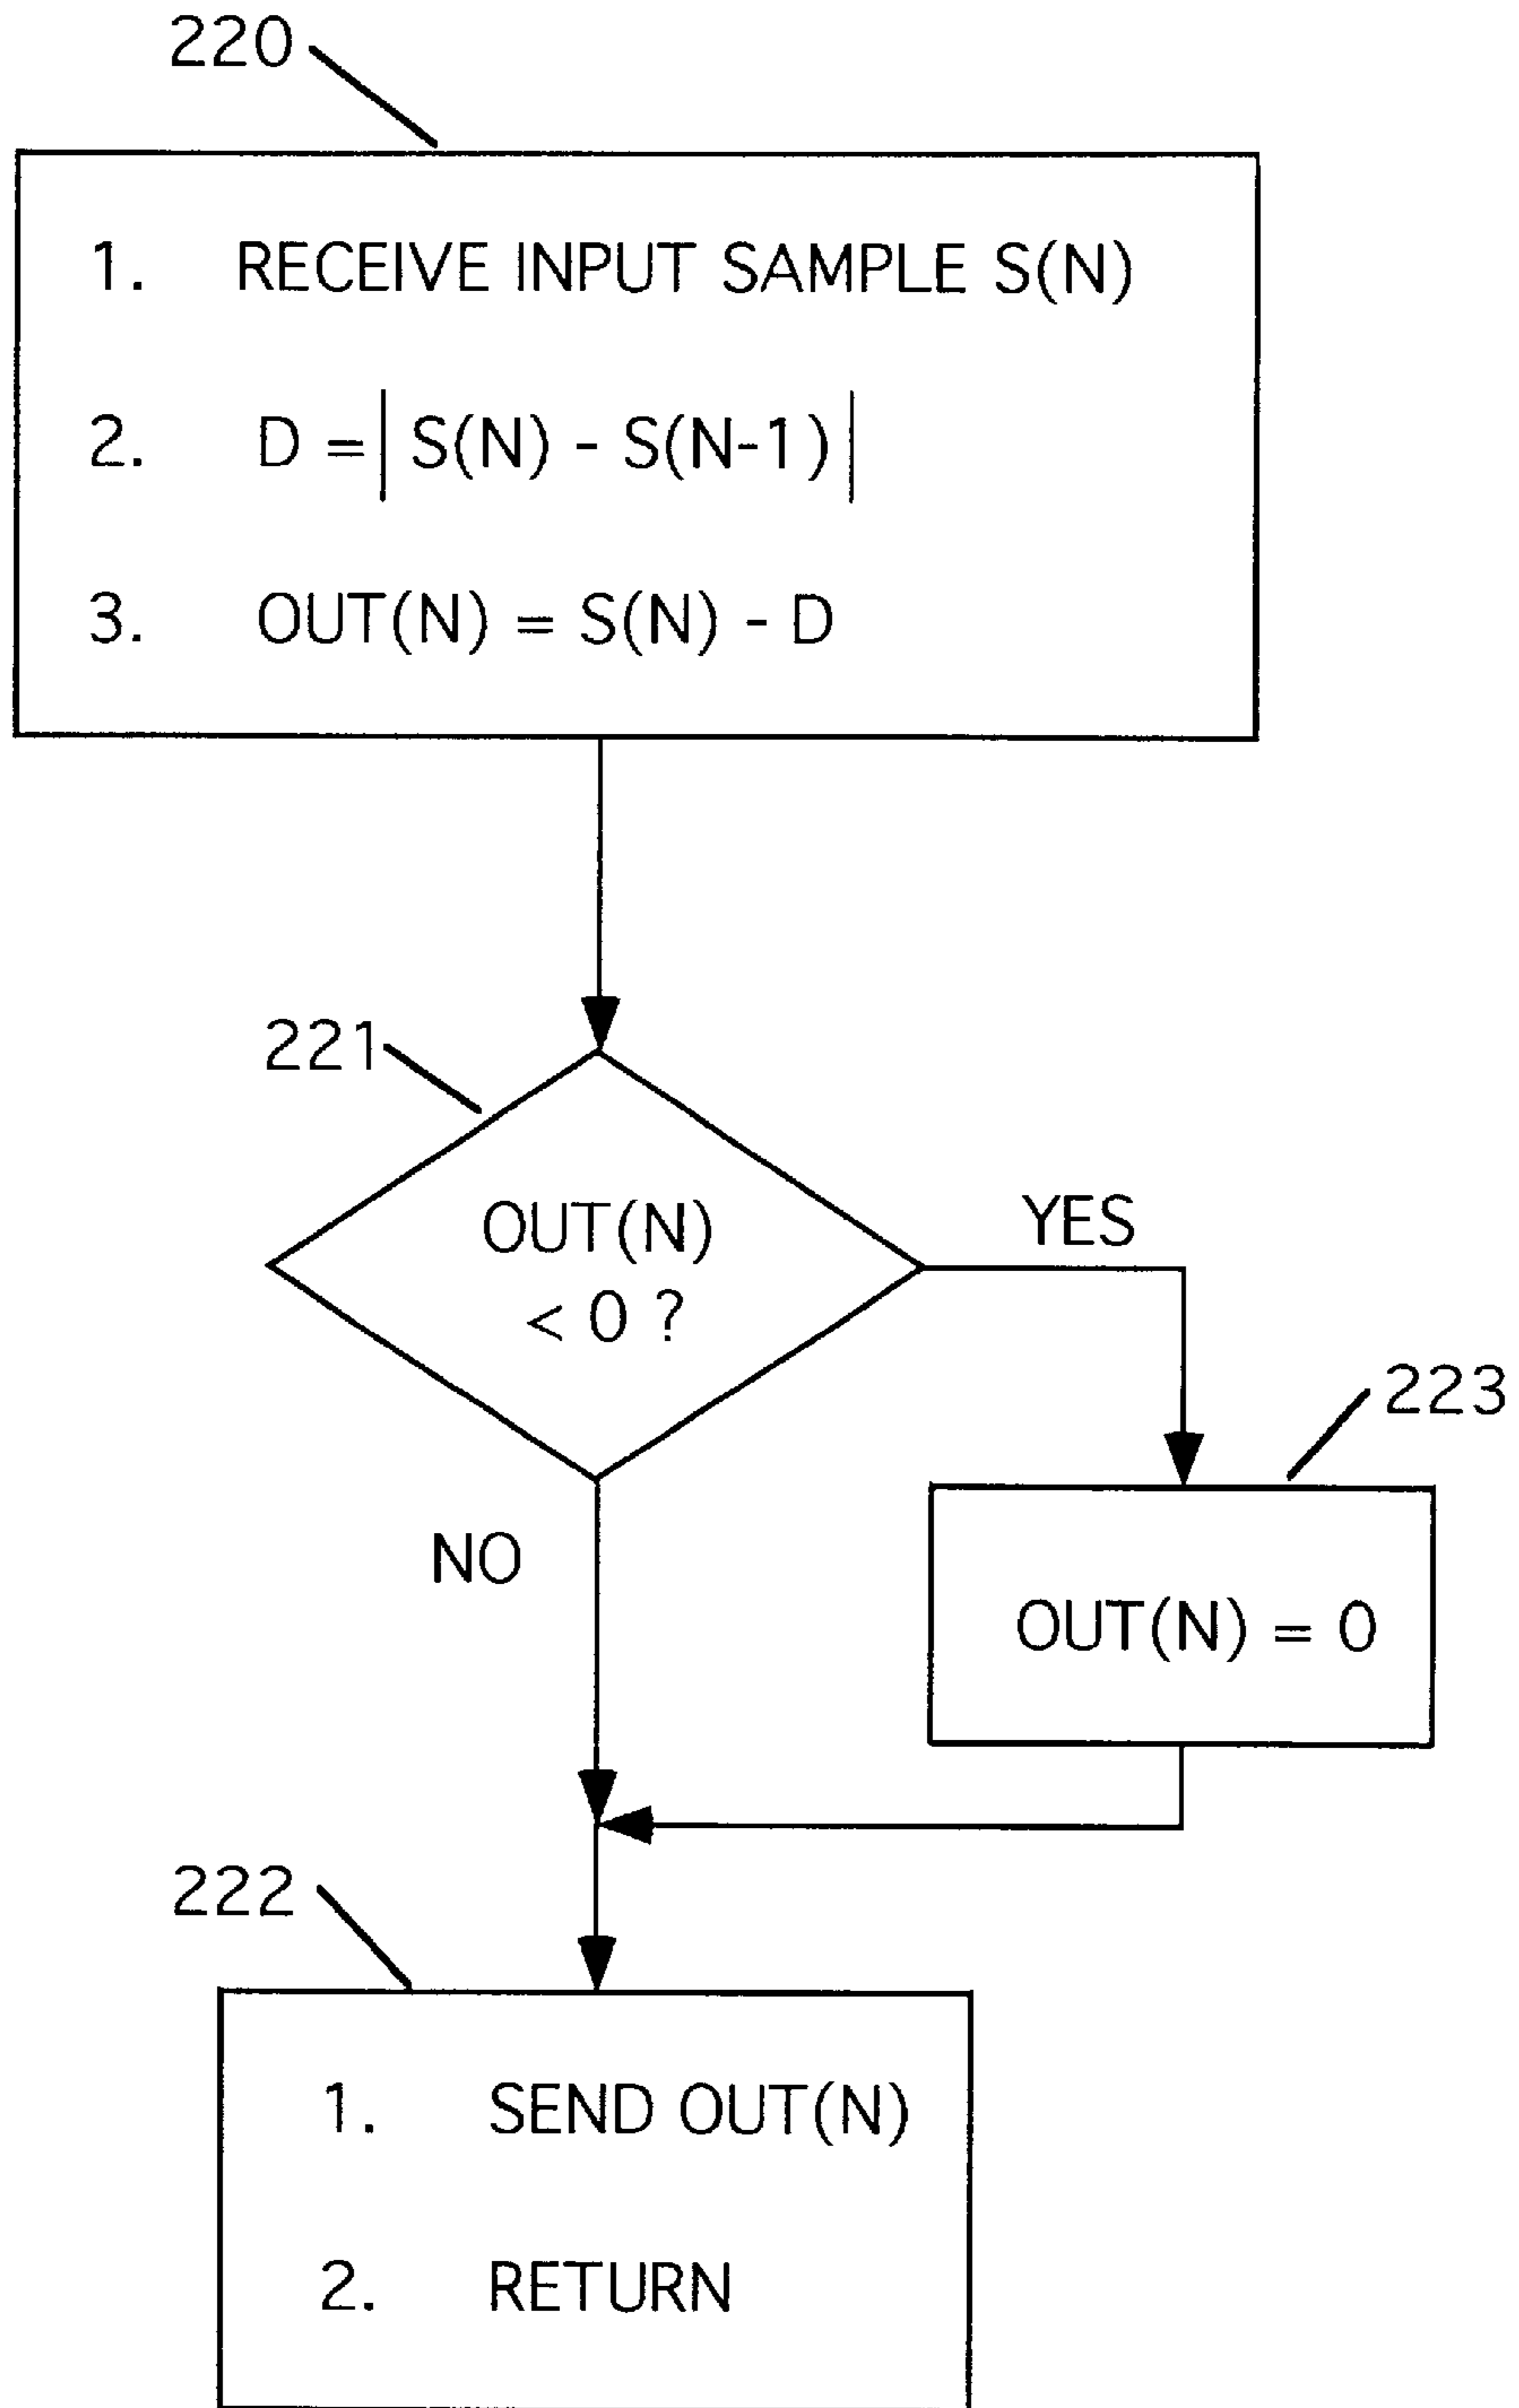 220
1. RECEIVE INPUT SAMPLE S(N)
2. D = | S(N) - S(N-1) |
3. OUT(N) = S(N) - D
221
OUT(N)
< 0 ?
YES
223
NO
OUT(N) = 0
222
1. SEND OUT(N)
2. RETURN